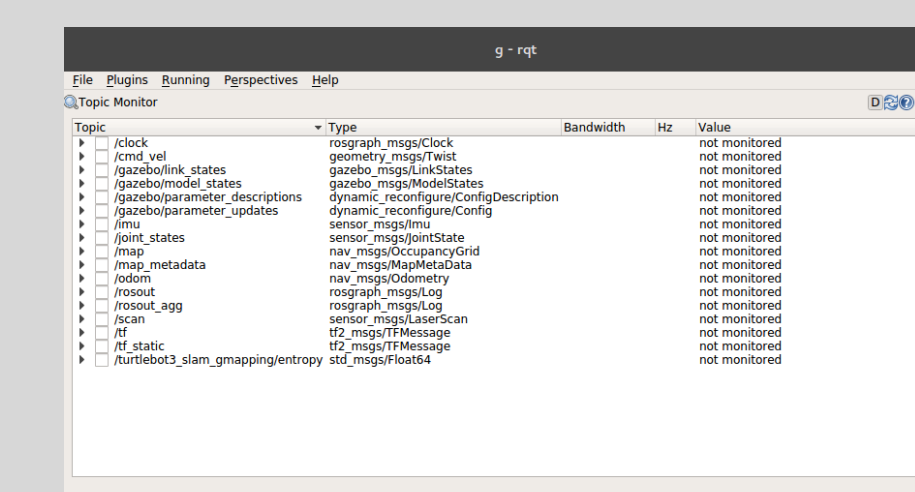 g - rqt
File Plugins Running Perspectives Help
Topic Monitor D
Topic Type Bandwidth Hz Value
/clock rosgraph_msgs/Clock not monitored
/cmd_vel geometry_msgs/Twist not monitored
/gazebo/link_states gazebo_msgs/LinkStates not monitored
/gazebo/model_states gazebo_msgs/ModelStates not monitored
/gazebo/parameter_descriptions dynamic_reconfigure/ConfigDescription not monitored
/gazebo/parameter_updates dynamic_reconfigure/Config not monitored
/imu sensor_msgs/Imu not monitored
/joint_states sensor_msgs/JointState not monitored
/map nav_msgs/OccupancyGrid not monitored
/map_metadata nav_msgs/MapMetaData not monitored
/odom nav_msgs/Odometry not monitored
/rosout rosgraph_msgs/Log not monitored
/rosout_agg rosgraph_msgs/Log not monitored
/scan sensor_msgs/LaserScan not monitored
/tf tf2_msgs/TFMessage not monitored
/tf_static tf2_msgs/TFMessage not monitored
/turtlebot3_slam_gmapping/entropy std_msgs/Float64 not monitored